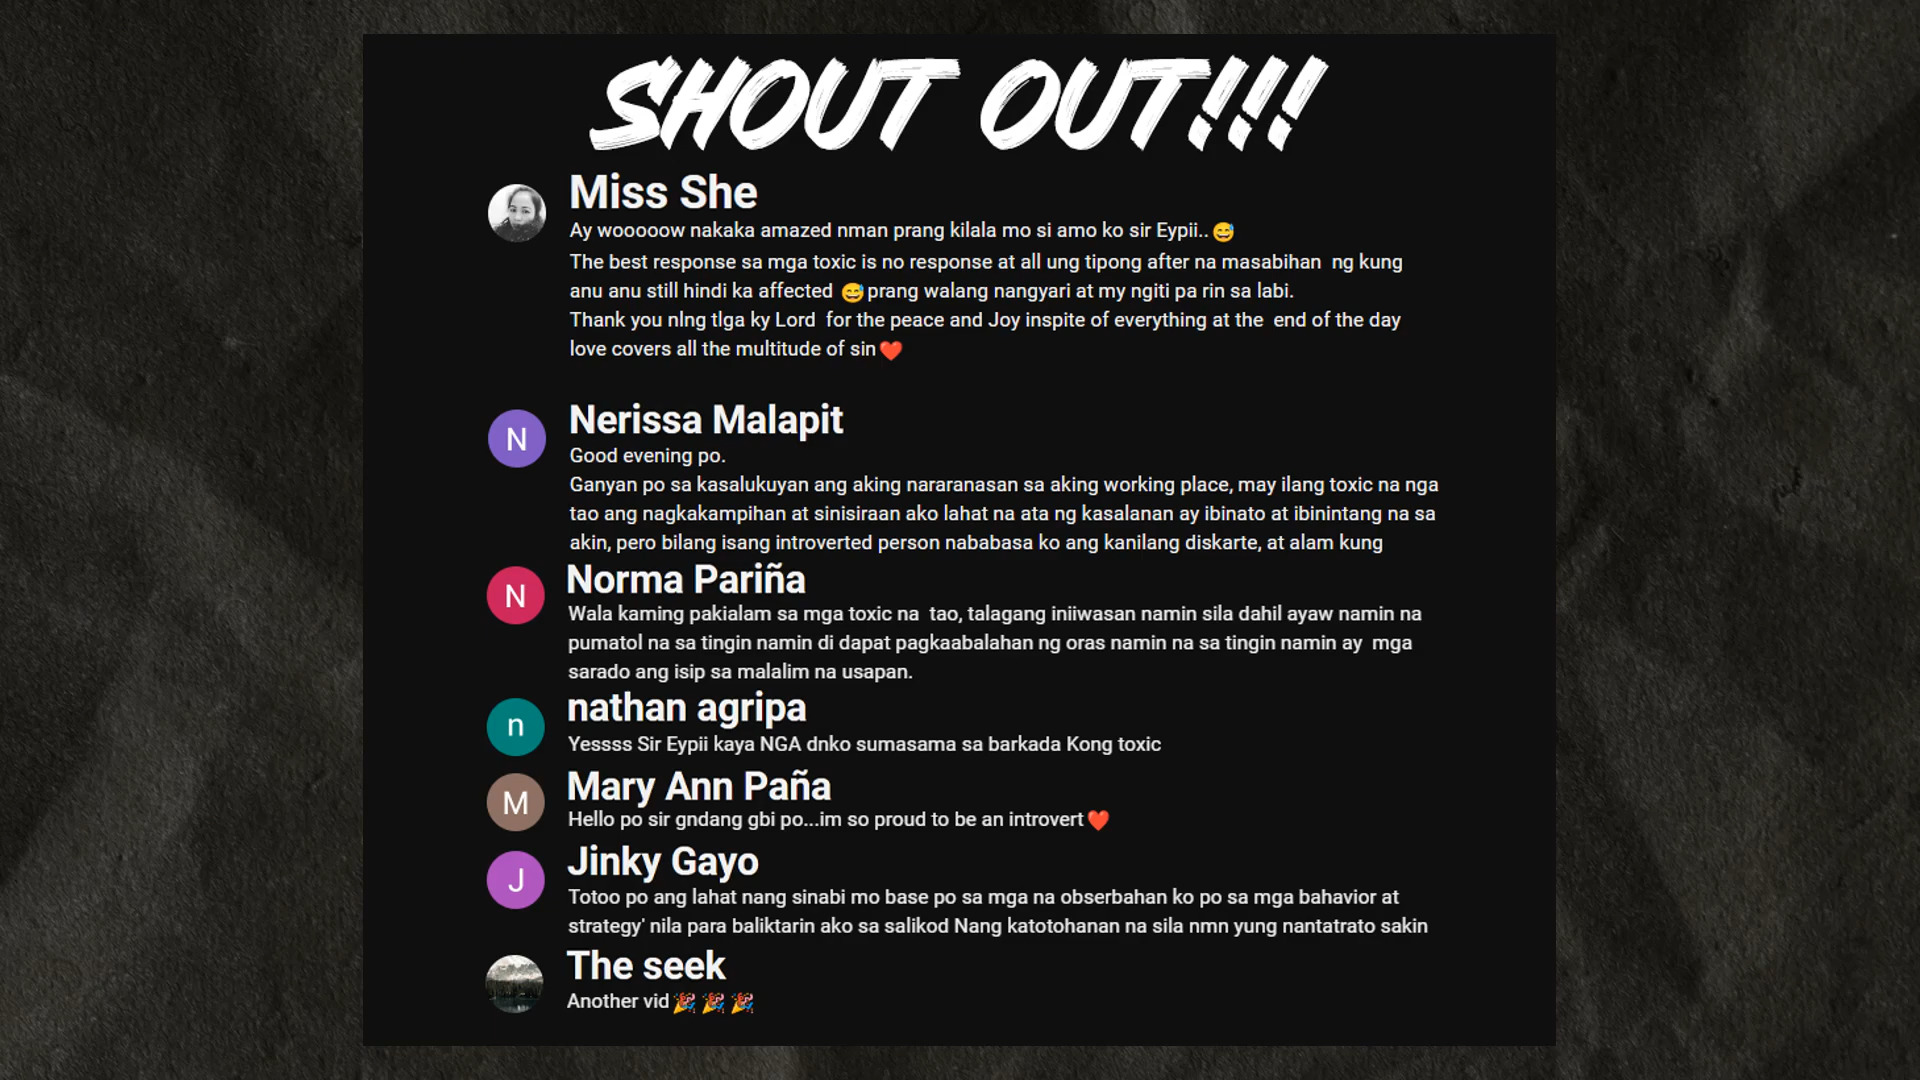 SHOUT OUT!!!
Miss She
Ay wooooow nakaka amazed nman prang kilala mo si amo ko sir Eypii..😅
The best response sa mga toxic is no response at all ung tipong after na masabihan  ng kung
anu anu still hindi ka affected 😅prang walang nangyari at my ngiti pa rin sa labi.
Thank you nlng tlga ky Lord  for the peace and Joy inspite of everything at the  end of the day
love covers all the multitude of sin❤️
N
Nerissa Malapit
Good evening po.
Ganyan po sa kasalukuyan ang aking nararanasan sa aking working place, may ilang toxic na nga
tao ang nagkakampihan at sinisiraan ako lahat na ata ng kasalanan ay ibinato at ibinintang na sa
akin, pero bilang isang introverted person nababasa ko ang kanilang diskarte, at alam kung
N
Norma Pariña
Wala kaming pakialam sa mga toxic na  tao, talagang iniiwasan namin sila dahil ayaw namin na
pumatol na sa tingin namin di dapat pagkaabalahan ng oras namin na sa tingin namin ay  mga
sarado ang isip sa malalim na usapan.
n
nathan agripa
Yessss Sir Eypii kaya NGA dnko sumasama sa barkada Kong toxic
M
Mary Ann Paña
Hello po sir gndang gbi po...im so proud to be an introvert❤️
J
Jinky Gayo
Totoo po ang lahat nang sinabi mo base po sa mga na obserbahan ko po sa mga bahavior at
strategy' nila para baliktarin ako sa salikod Nang katotohanan na sila nmn yung nantatrato sakin
The seek
Another vid🎉🎉🎉